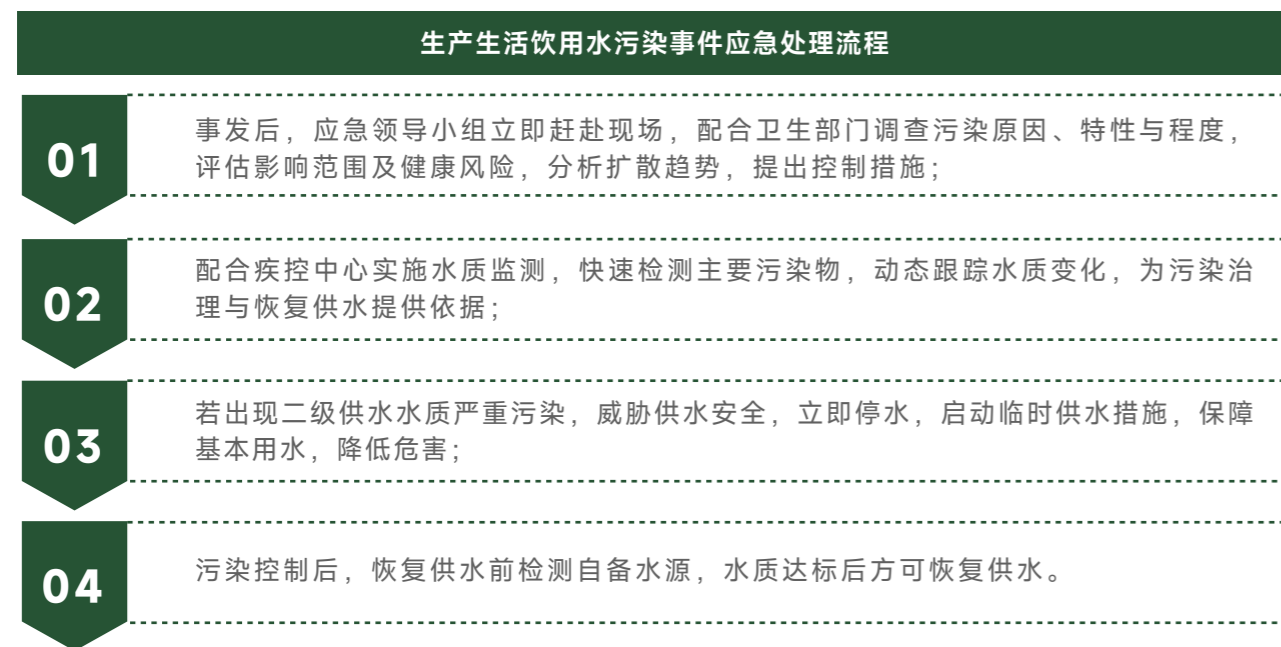 生产生活饮用水污染事件应急处理流程
01
事发后，应急领导小组立即赶赴现场，配合卫生部门调查污染原因、特性与程度，
评估影响范围及健康风险，分析扩散趋势，提出控制措施；
02
配合疾控中心实施水质监测，快速检测主要污染物，动态跟踪水质变化，为污染治
理与恢复供水提供依据；
03
若出现二级供水水质严重污染，威胁供水安全，立即停水，启动临时供水措施，保障
基本用水，降低危害；
04
污染控制后，恢复供水前检测自备水源，水质达标后方可恢复供水。